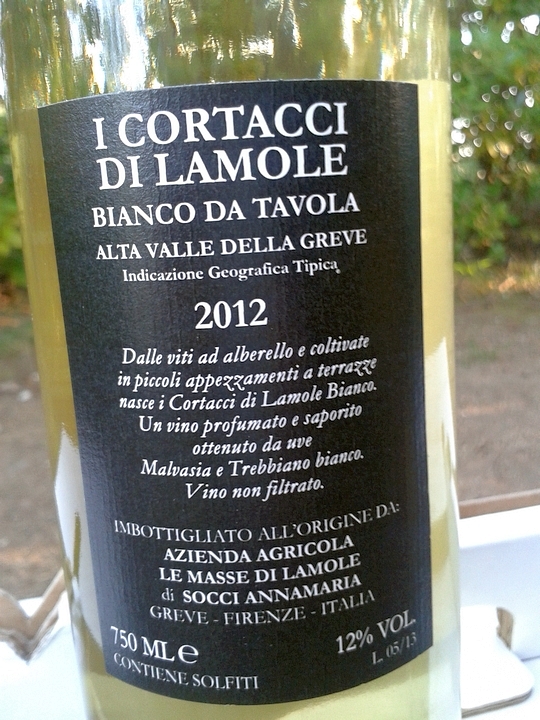 I CORTACCI
DI LAMOLE
BIANCO DA TAVOLA
ALTA VALLE DELLA GREVE
Indicazione Geografica Tipica
2012
Dalle viti ad alberello e coltivate
in piccoli appezzamenti a terrazze
nasce i Cortacci di Lamole Bianco.
Un vino profumato e saporito
ottenuto da uve
Malvasia e Trebbiano bianco.
Vino non filtrato.
IMBOTTIGLIATO ALL'ORIGINE DA:
AZIENDA AGRICOLA
LE MASSE DI LAMOLE
di SOCCI ANNAMARIA
GREVE - FIRENZE - ITALIA
750 ML e 12% VOL.
CONTIENE SOLFITI L. 05/13